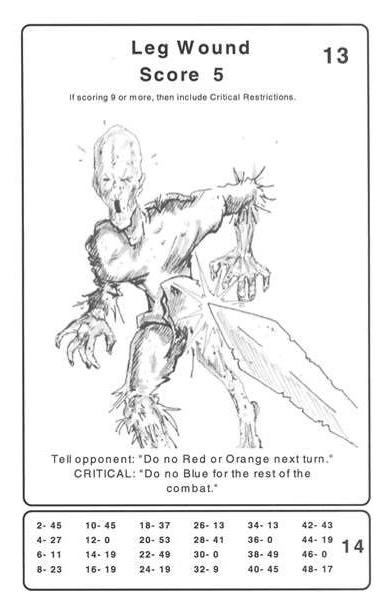 Leg Wound
13
Score 5
If scoring 9 or more, then include Critical Restrictions.
Tell opponent: "Do no Red or Orange next turn."
CRITICAL: "Do no Blue for the rest of the
combat."
2- 45 10- 45 18- 37 26- 13 34- 13 42- 43
4- 27 12- 0 20- 53 28- 41 36- 0 44- 19
6- 11 14- 19 22- 49 30- 0 38- 49 46- 0
8- 23 16- 19 24- 19 32- 9 40- 45 48- 17
14